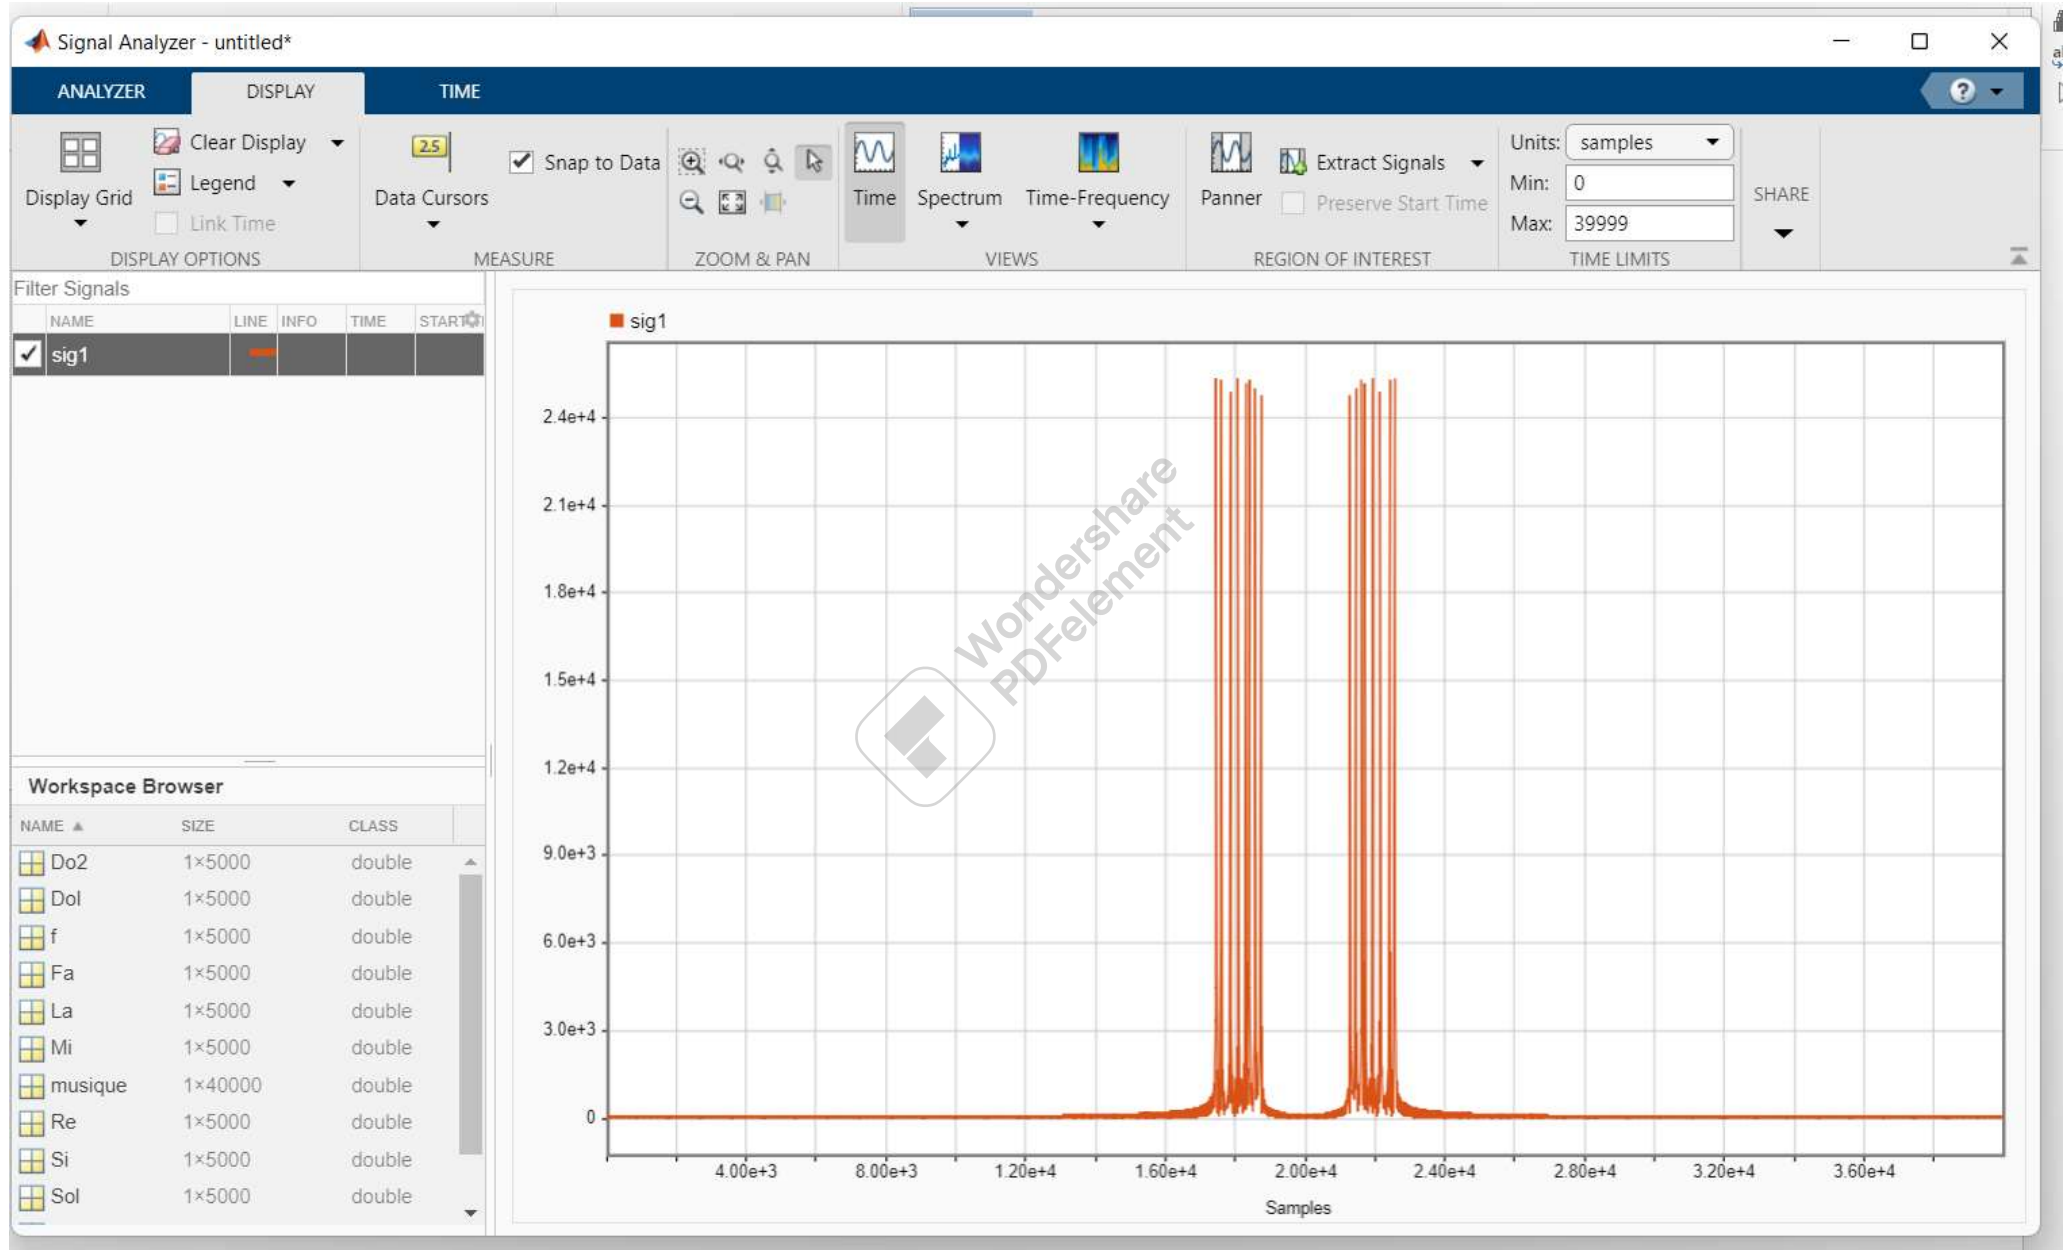 Signal Analyzer - untitled*
ANALYZER DISPLAY TIME
Display Grid
Clear Display
Legend
Link Time
DISPLAY OPTIONS
2.5
Data Cursors
Snap to Data
MEASURE
ZOOM & PAN
Time
Spectrum
Time-Frequency
VIEWS
Panner
Extract Signals
Preserve Start Time
REGION OF INTEREST
Units: samples
Min: 0
Max: 39999
TIME LIMITS
SHARE
Filter Signals
NAME LINE INFO TIME START
sig1
Workspace Browser
NAME SIZE CLASS
Do2 1×5000 double
DoI 1×5000 double
f 1×5000 double
Fa 1×5000 double
La 1×5000 double
Mi 1×5000 double
musique 1×40000 double
Re 1×5000 double
Si 1×5000 double
Sol 1×5000 double
sig1
2.4e+4
2.1e+4
1.8e+4
1.5e+4
1.2e+4
9.0e+3
6.0e+3
3.0e+3
0
4.00e+3 8.00e+3 1.20e+4 1.60e+4 2.00e+4 2.40e+4 2.80e+4 3.20e+4 3.60e+4
Samples
Wondershare
PDFelement